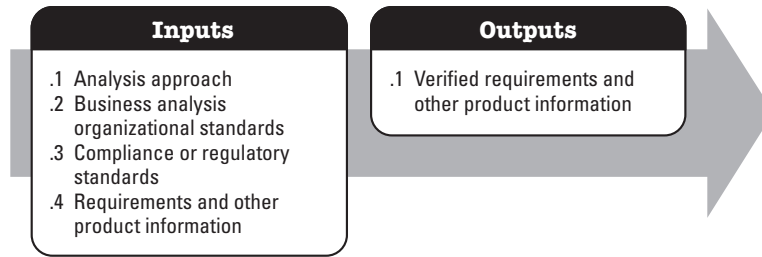 Inputs
.1 Analysis approach
.2 Business analysis
organizational standards
.3 Compliance or regulatory
standards
.4 Requirements and other
product information
Outputs
.1 Verified requirements and
other product information